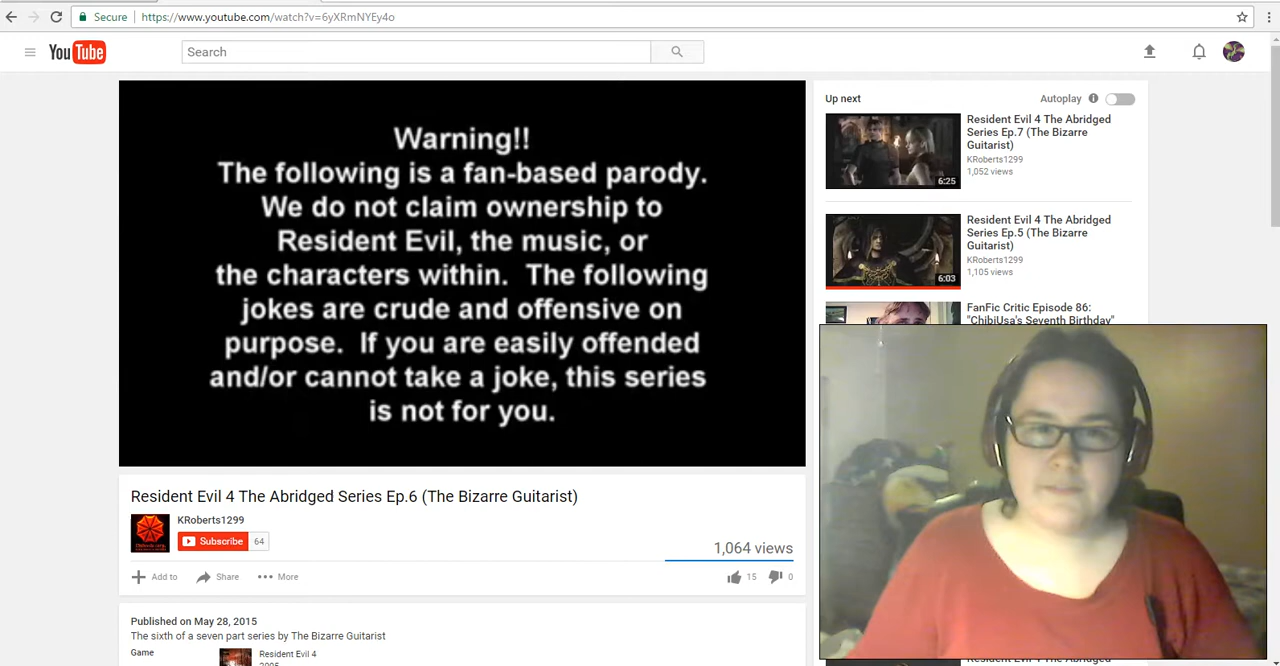 Secure
https://www.youtube.com/watch?v=6yXRmNYEy4o
YouTube
Search
Warning!!
The following is a fan-based parody.
We do not claim ownership to
Resident Evil, the music, or
the characters within. The following
jokes are crude and offensive on
purpose. If you are easily offended
and/or cannot take a joke, this series
is not for you.
Resident Evil 4 The Abridged Series Ep.6 (The Bizarre Guitarist)
KRoberts1299
Subscribe 64
1,064 views
Add to Share More
15 0
Published on May 28, 2015
The sixth of a seven part series by The Bizarre Guitarist
Game
Resident Evil 4
2005
Up next
Autoplay
Resident Evil 4 The Abridged
Series Ep.7 (The Bizarre
Guitarist)
KRoberts1299
1,052 views
6:25
Resident Evil 4 The Abridged
Series Ep.5 (The Bizarre
Guitarist)
KRoberts1299
1,105 views
6:03
FanFic Critic Episode 86:
"ChibiUsa's Seventh Birthday"
Resident Evil 4 The Abridged